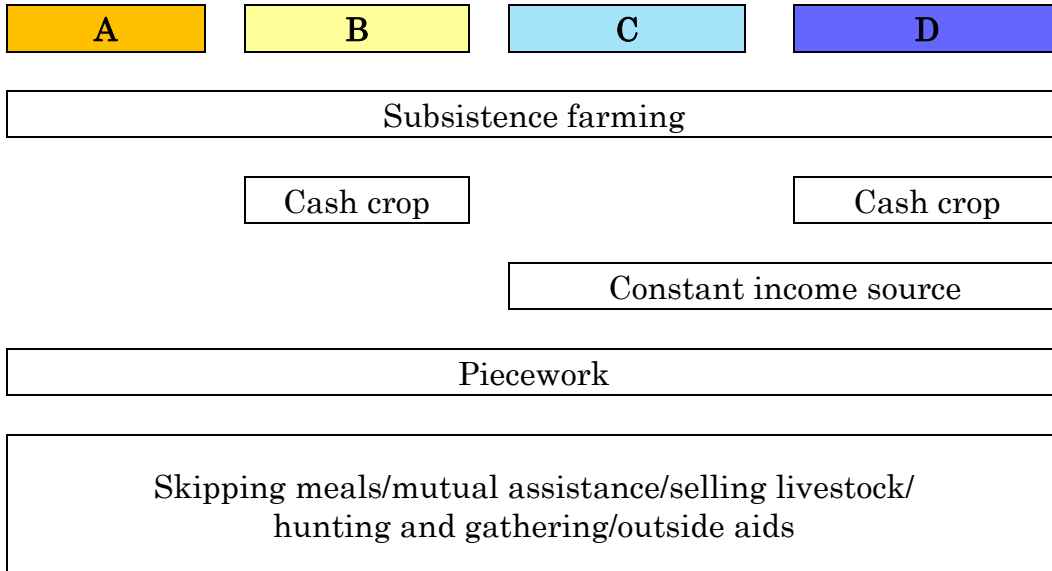 A B C D
Subsistence farming
Cash crop Cash crop
Constant income source
Piecework
Skipping meals/mutual assistance/selling livestock/
hunting and gathering/outside aids